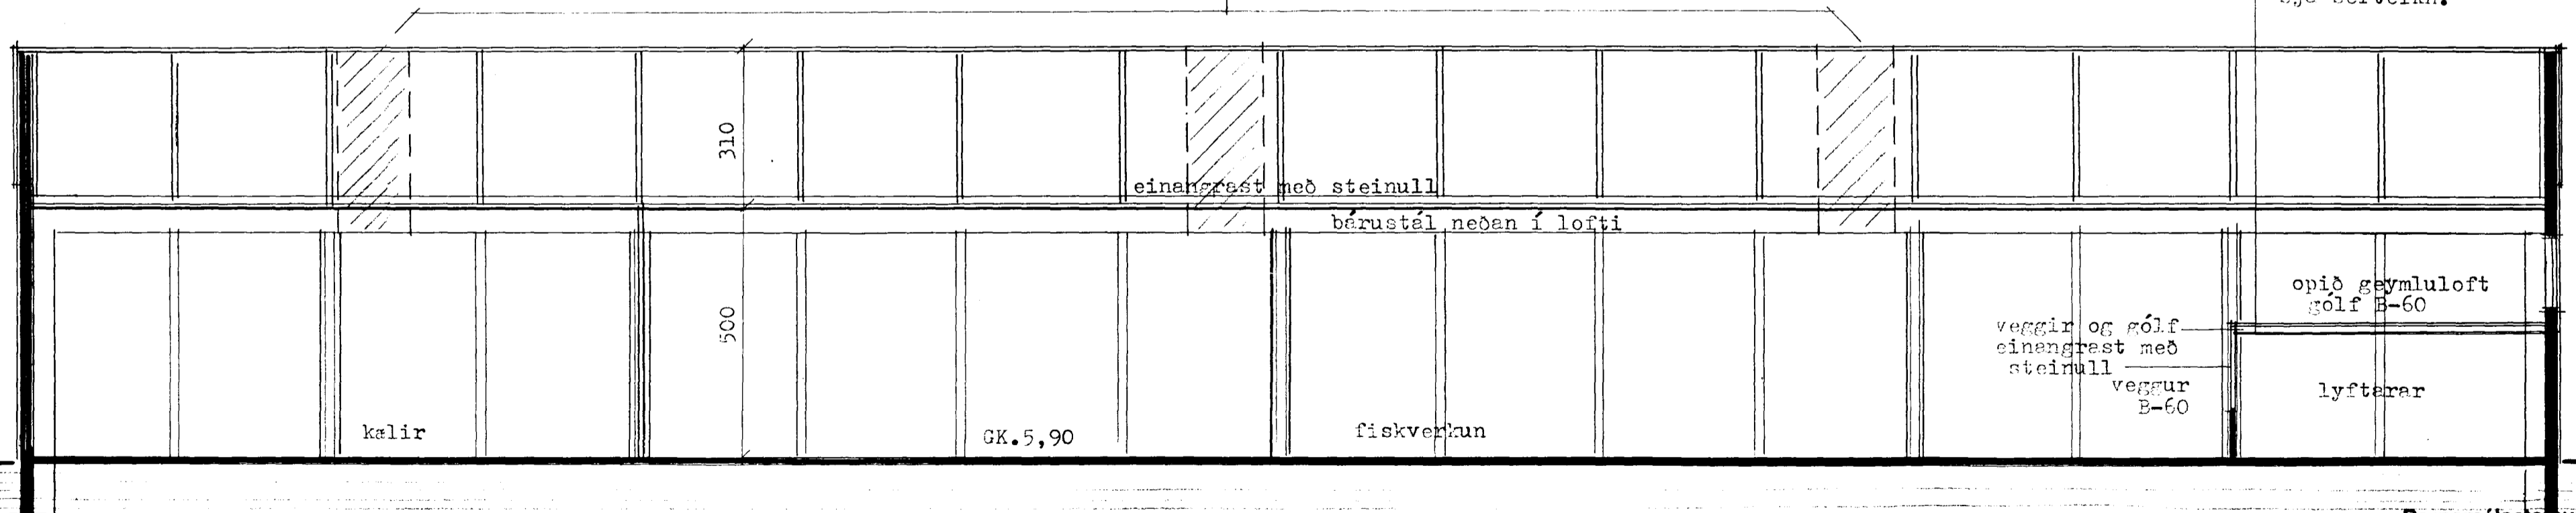 310
einangrast með steinull
bárustál neðan í lofti
500
opið geymluloft
gólf B-60
veggir og gólf
einangrast með
steinull
veggur
B-60
lyftarar
kælir
GK.5,90
fiskverkun